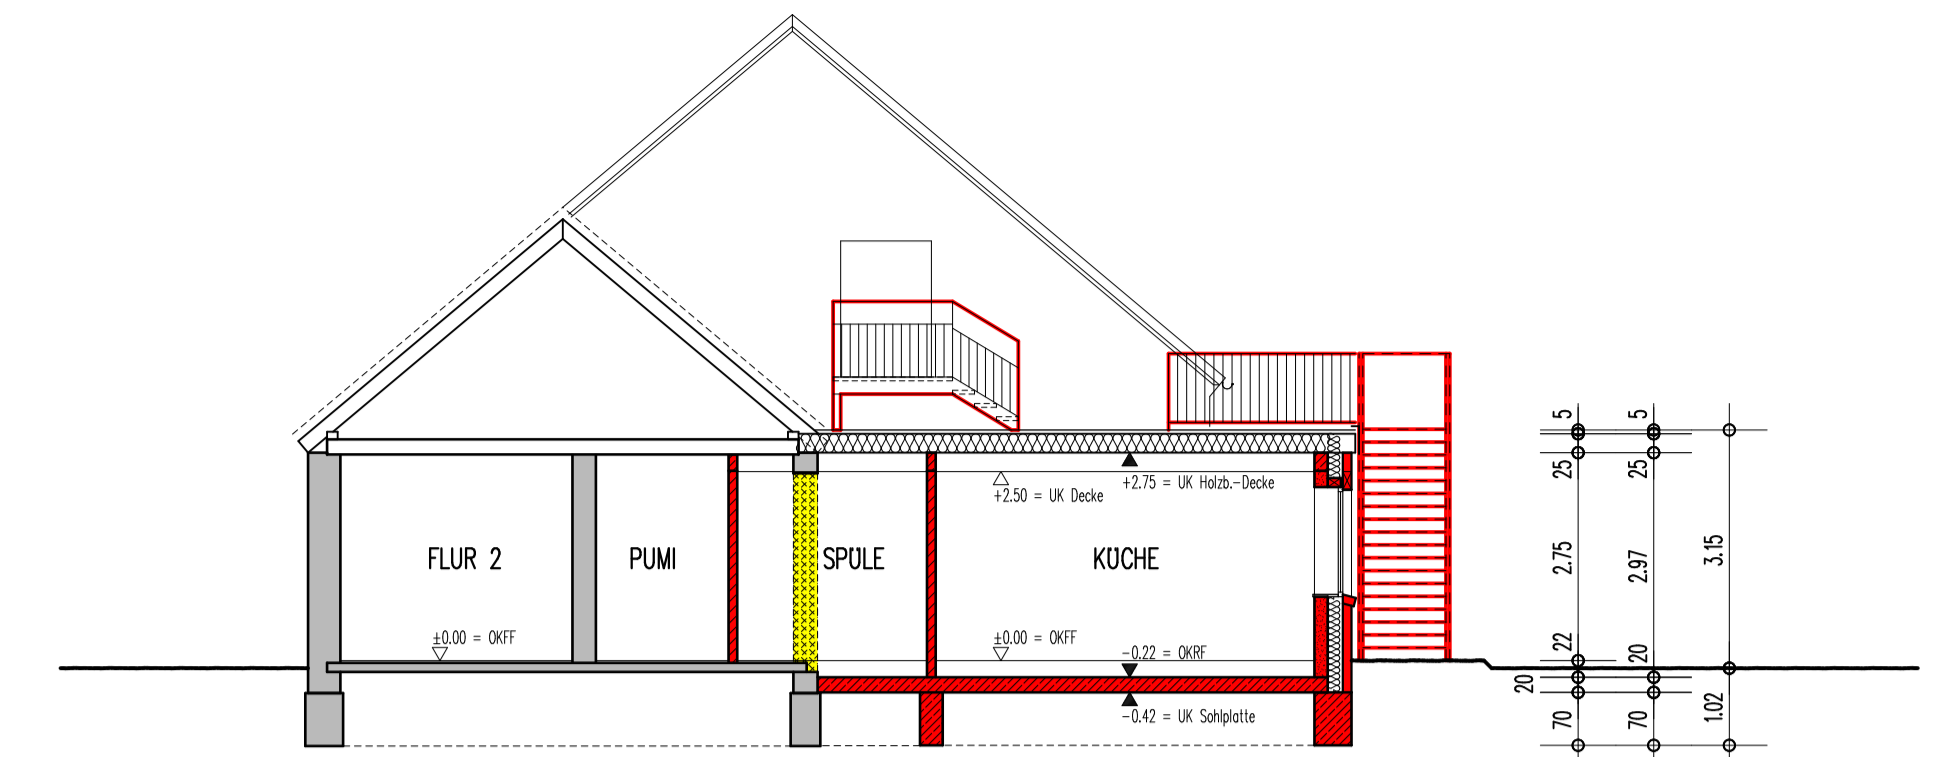 +2.50 = UK Decke
+2.75 = UK Holzb.-Decke
FLUR 2
PUMI
SPÜLE
KÜCHE
±0.00 = OKFF
±0.00 = OKFF
-0.22 = OKRF
-0.42 = UK Sohlplatte
5
25
2.75
22
20
70
5
25
2.97
20
70
3.15
1.02